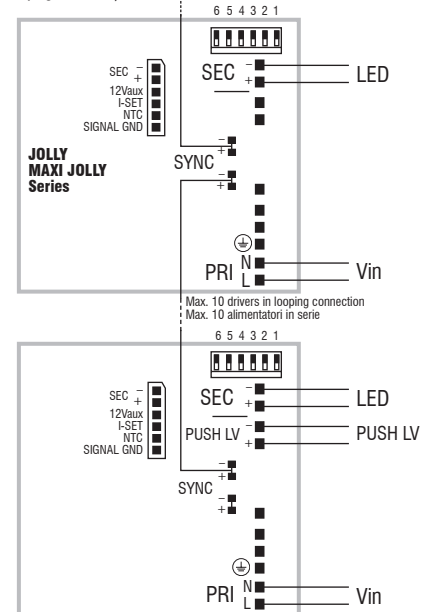 6 5 4 3 2 1
SEC - +
LED
SEC -
+
12Vaux
I-SET
NTC
SIGNAL GND
JOLLY
MAXI JOLLY
Series
SYNC
- +
- +
PRI N L
Vin
Max. 10 drivers in looping connection
Max. 10 alimentatori in serie
6 5 4 3 2 1
SEC - +
LED
SEC -
+
12Vaux
I-SET
NTC
SIGNAL GND
PUSH LV - +
PUSH LV
SYNC
- +
- +
PRI N L
Vin